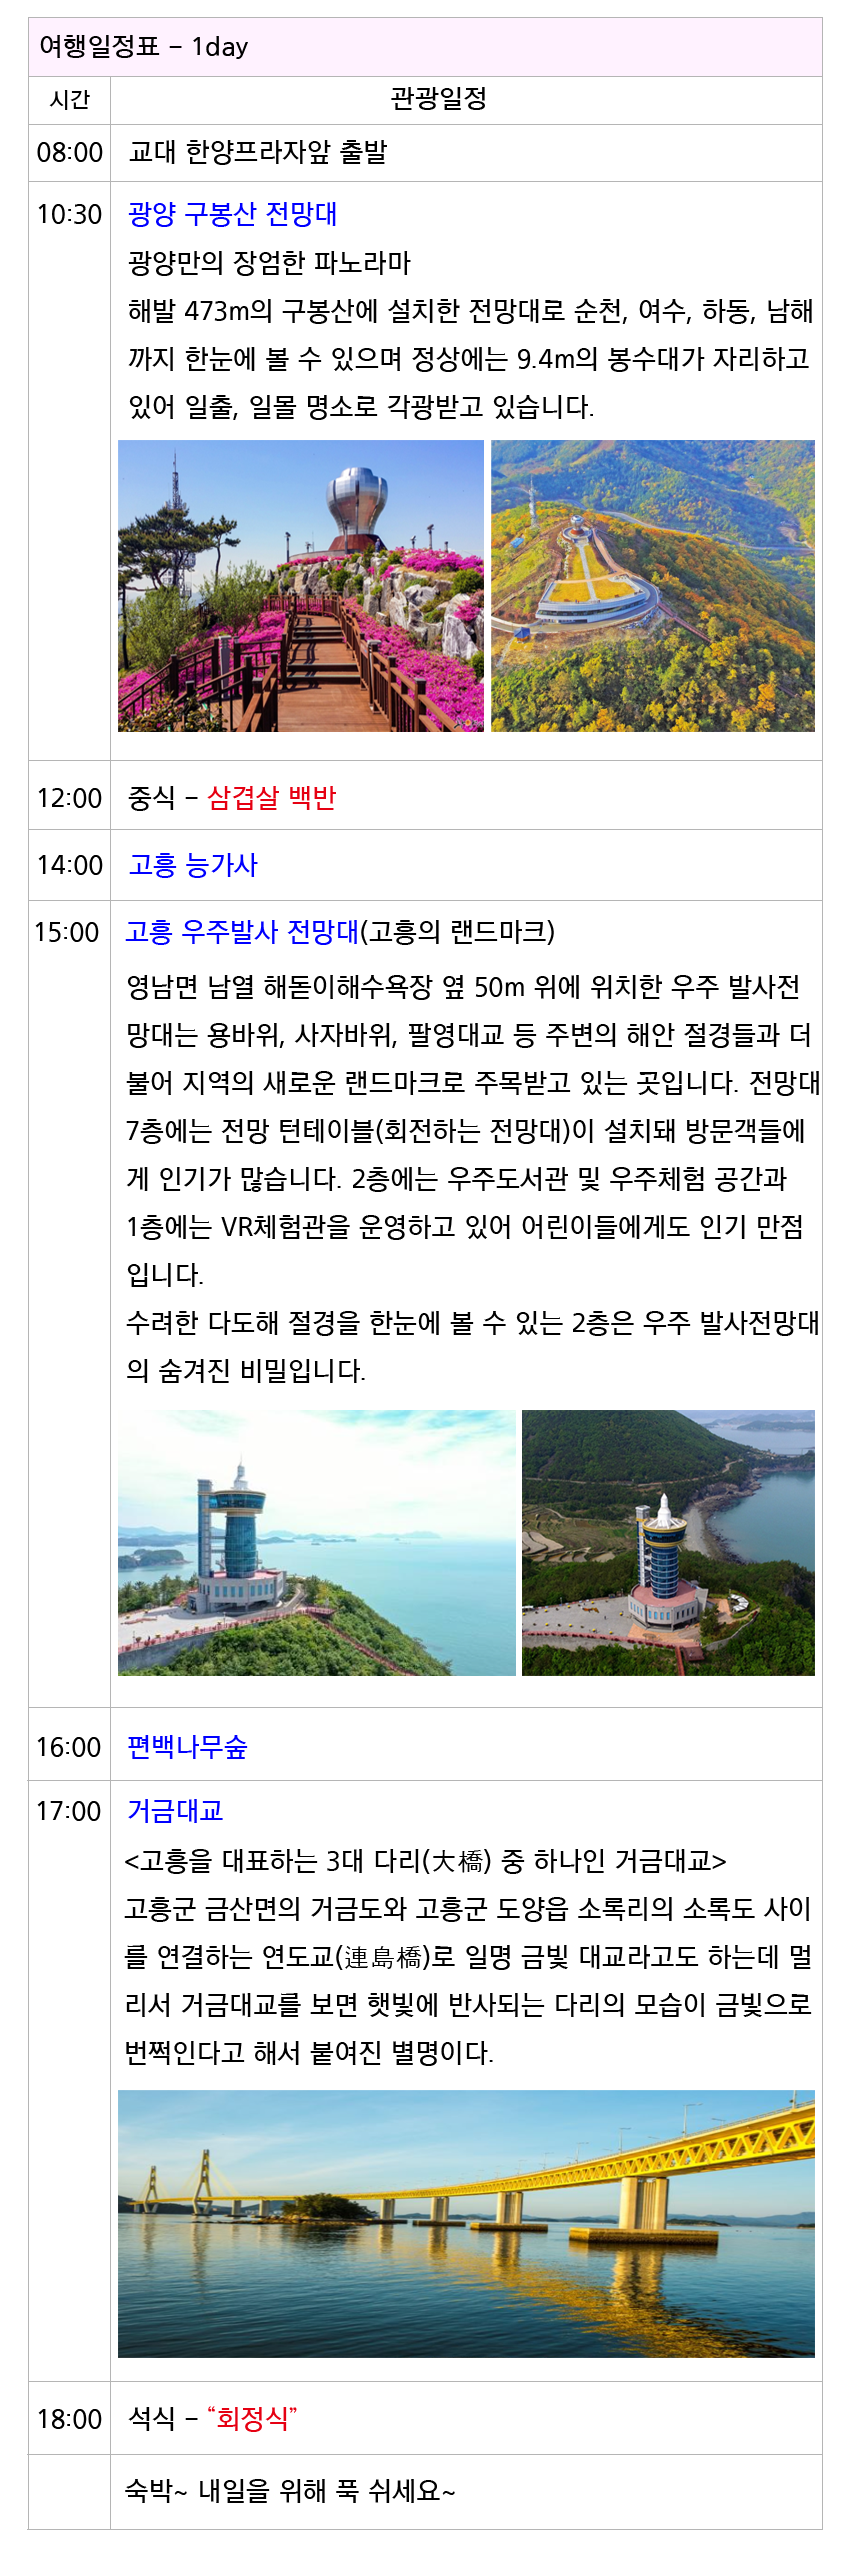 여행일정표 - 1day
시간 관광일정
08:00 교대 한양프라자앞 출발
10:30 광양 구봉산 전망대
광양만의 장엄한 파노라마
해발 473m의 구봉산에 설치한 전망대로 순천, 여수, 하동, 남해
까지 한눈에 볼 수 있으며 정상에는 9.4m의 봉수대가 자리하고
있어 일출, 일몰 명소로 각광받고 있습니다.
12:00 중식 - 삼겹살 백반
14:00 고흥 능가사
15:00 고흥 우주발사 전망대(고흥의 랜드마크)
영남면 남열 해돋이해수욕장 옆 50m 위에 위치한 우주 발사전
망대는 용바위, 사자바위, 팔영대교 등 주변의 해안 절경들과 더
불어 지역의 새로운 랜드마크로 주목받고 있는 곳입니다. 전망대
7층에는 전망 턴테이블(회전하는 전망대)이 설치돼 방문객들에
게 인기가 많습니다. 2층에는 우주도서관 및 우주체험 공간과
1층에는 VR체험관을 운영하고 있어 어린이들에게도 인기 만점
입니다.
수려한 다도해 절경을 한눈에 볼 수 있는 2층은 우주 발사전망대
의 숨겨진 비밀입니다.
16:00 편백나무숲
17:00 거금대교
<고흥을 대표하는 3대 다리(大橋) 중 하나인 거금대교>
고흥군 금산면의 거금도와 고흥군 도양읍 소록리의 소록도 사이
를 연결하는 연도교(連島橋)로 일명 금빛 대교라고도 하는데 멀
리서 거금대교를 보면 햇빛에 반사되는 다리의 모습이 금빛으로
번쩍인다고 해서 붙여진 별명이다.
18:00 석식 - “회정식”
숙박~ 내일을 위해 푹 쉬세요~